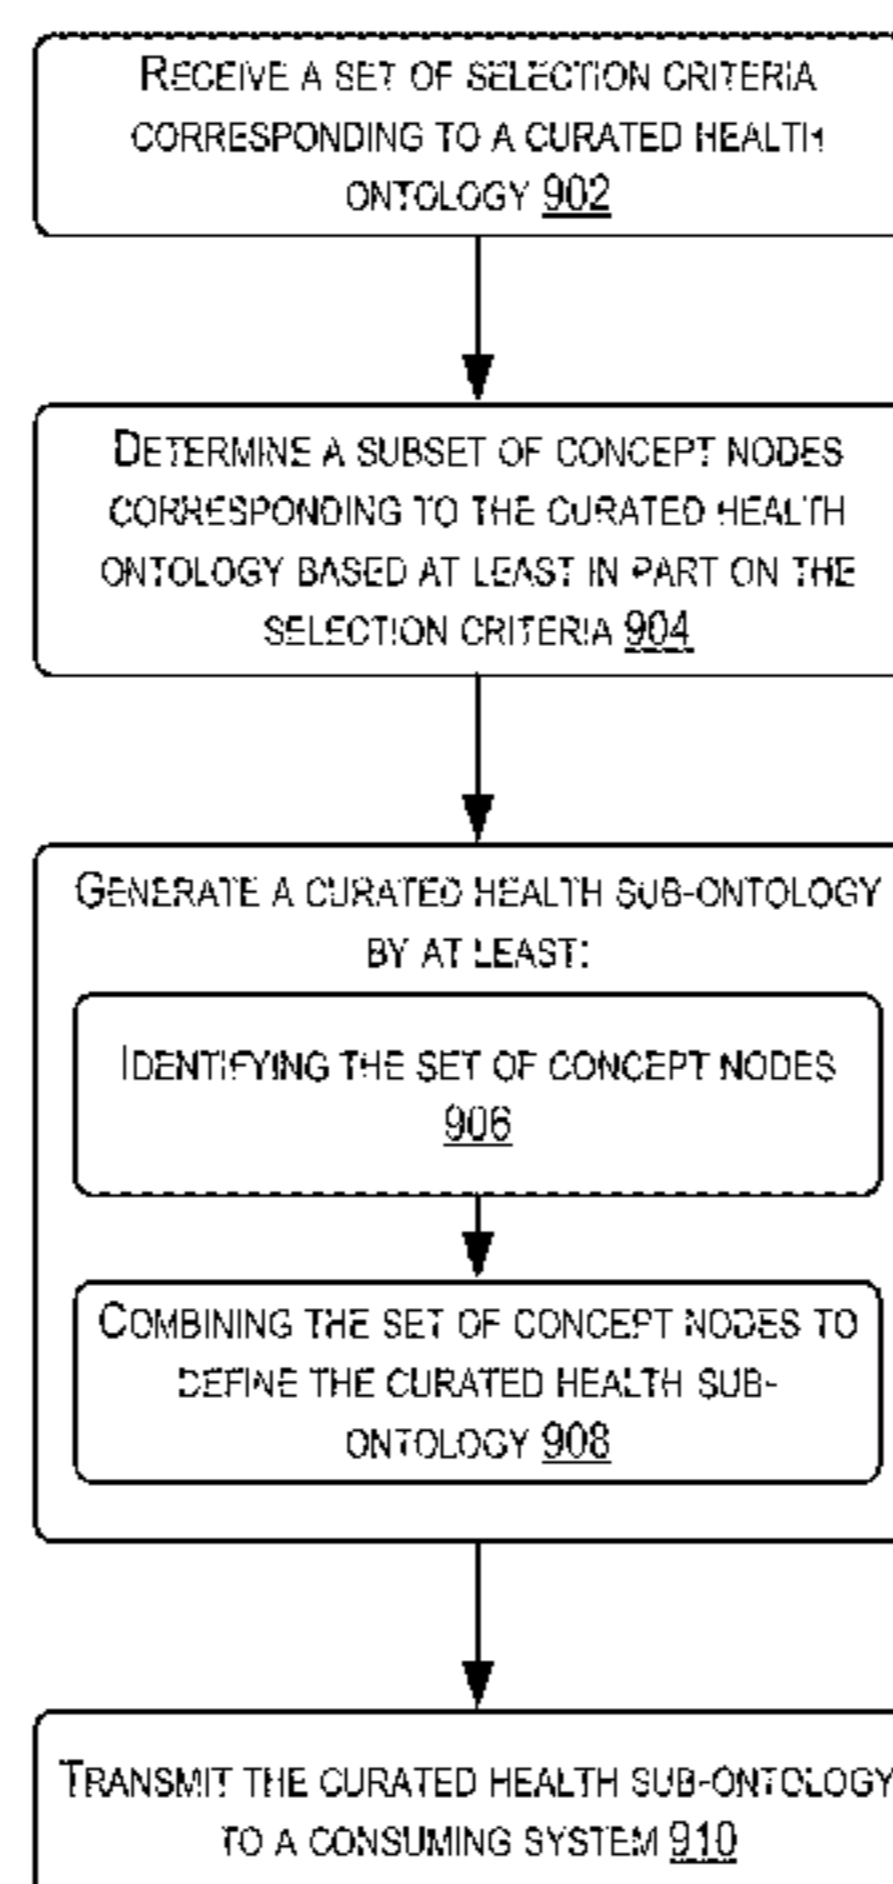 RECEIVE A SET OF SELECTION CRITERIA
CORRESPONDING TO A CURATED HEALTH
ONTOLOGY 902
DETERMINE A SUBSET OF CONCEPT NODES
CORRESPONDING TO THE CURATED HEALTH
ONTOLOGY BASED AT LEAST IN PART ON THE
SELECTION CRITERIA 904
GENERATE A CURATED HEALTH SUB-ONTOLOGY
BY AT LEAST:
IDENTIFYING THE SET OF CONCEPT NODES
906
COMBINING THE SET OF CONCEPT NODES TO
DEFINE THE CURATED HEALTH SUB-
ONTOLOGY 908
TRANSMIT THE CURATED HEALTH SUB-ONTOLOGY
TO A CONSUMING SYSTEM 910